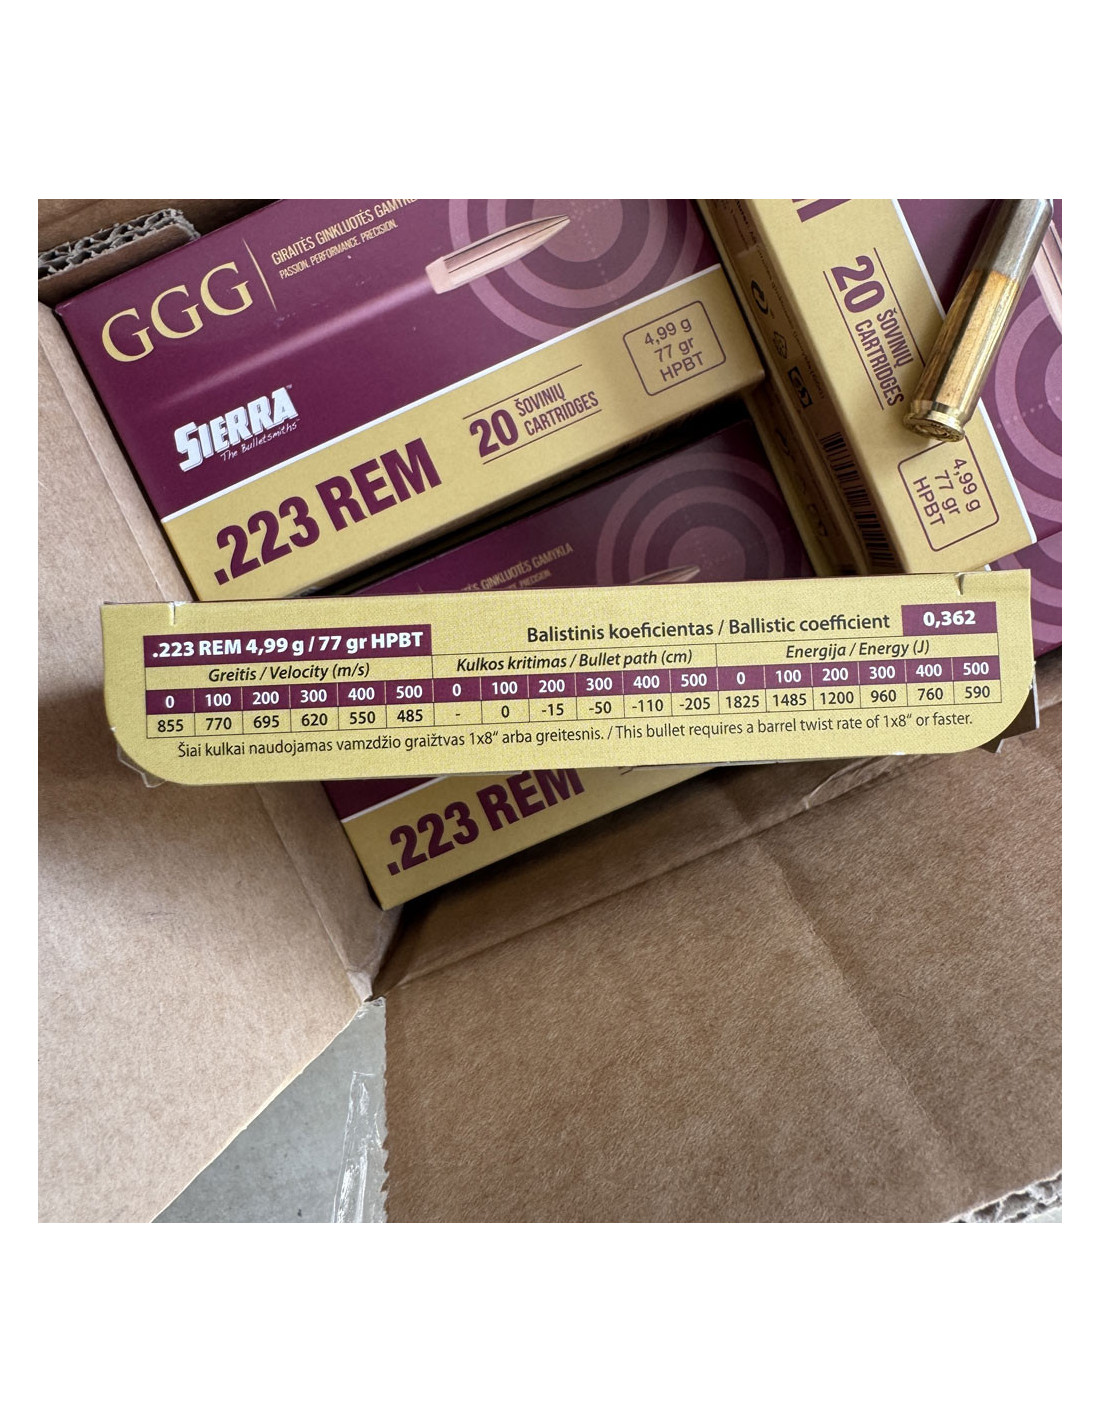 GGG
GIRAITĖS GINKLUOTĖS
PASSION. PERFORMANCE. PRECISION.
SIERRA™
The Bulletsmiths
4,99 g
77 gr
HPBT
20 ŠOVINIŲ
CARTRIDGES
.223 REM
20 ŠOVINIŲ
CARTRIDGES
4,99 g
77 gr
HPBT
GINKLUOTĖS GAMYKLA
PRECISION
.223 REM 4,99 g / 77 gr HPBT
Balistinis koeficientas / Ballistic coefficient 0,362
Greitis / Velocity (m/s) Kulkos kritimas / Bullet path (cm) Energija / Energy (J)
0 100 200 300 400 500 0 100 200 300 400 500 0 100 200 300 400 500
855 770 695 620 550 485 - 0 -15 -50 -110 -205 1825 1485 1200 960 760 590
Šiai kulkai naudojamas vamzdžio graižtvas 1x8“ arba greitesnis. / This bullet requires a barrel twist rate of 1x8“ or faster.
.223 REM